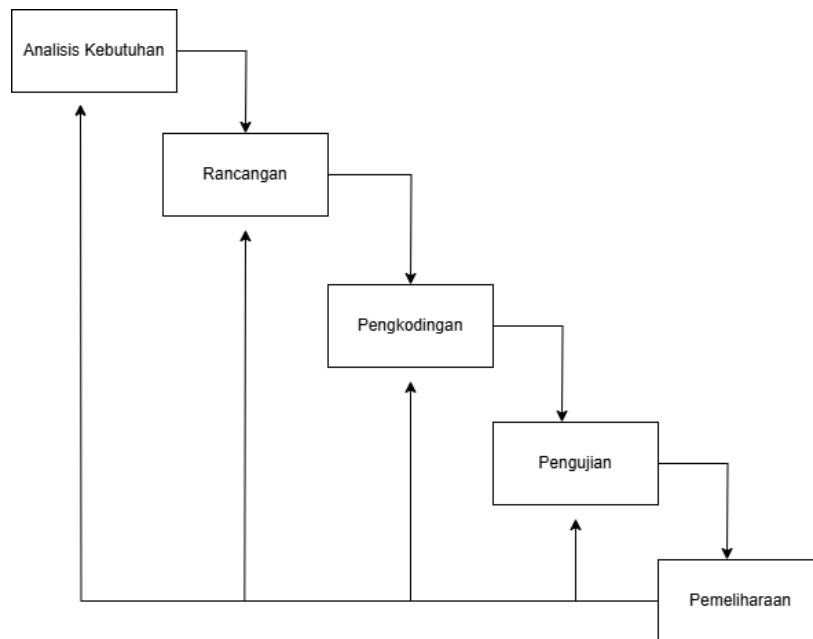 Analisis Kebutuhan
Rancangan
Pengkodingan
Pengujian
Pemeliharaan